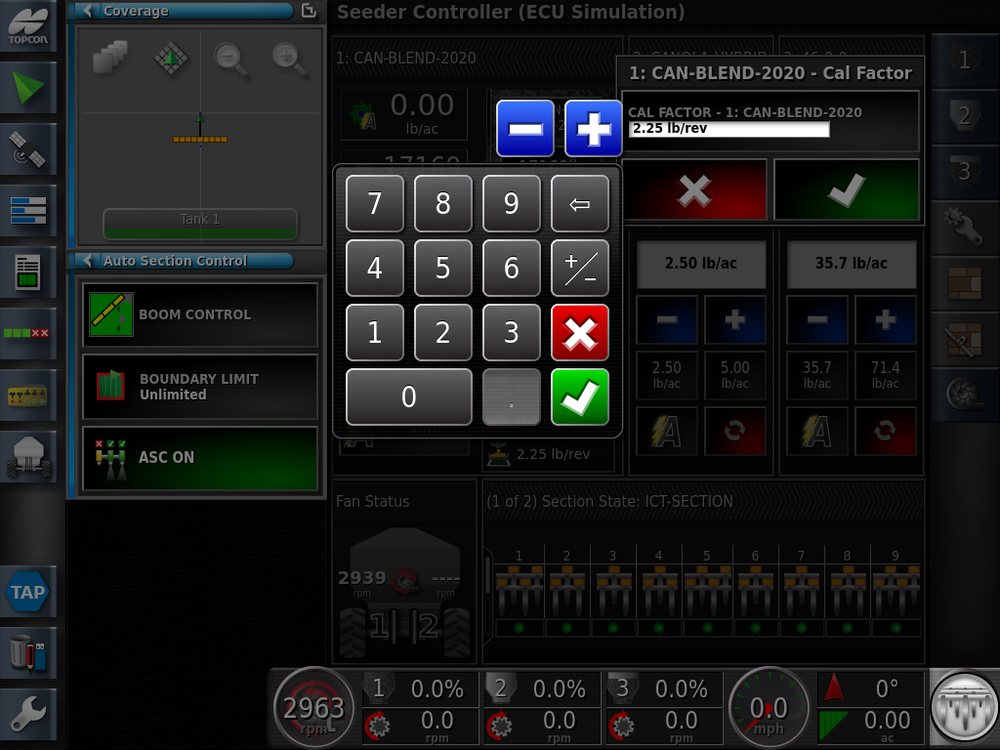 TOPCON
Coverage
Tank 1
Auto Section Control
BOOM CONTROL
BOUNDARY LIMIT
Unlimited
ASC ON
TAP
Seeder Controller (ECU Simulation)
1: CAN-BLEND-2020
0.00
lb/ac
17160
1: CAN-BLEND-2020 - Cal Factor
CAL FACTOR - 1: CAN-BLEND-2020
2.25 lb/rev
7
8
9
⇦
4
5
6
+/−
1
2
3
0
.
Auto
2.25 lb/rev
2.50 lb/ac
35.7 lb/ac
2.50
lb/ac
5.00
lb/ac
35.7
lb/ac
71.4
lb/ac
1
2
3
Fan Status
2939
rpm
----
rpm
1
2
(1 of 2) Section State: ICT-SECTION
1 2 3 4 5 6 7 8 9
2963
rpm
1 0.0%
0.0
rpm
2 0.0%
0.0
rpm
3 0.0%
0.0
rpm
0.0
mph
0°
0.00
ac